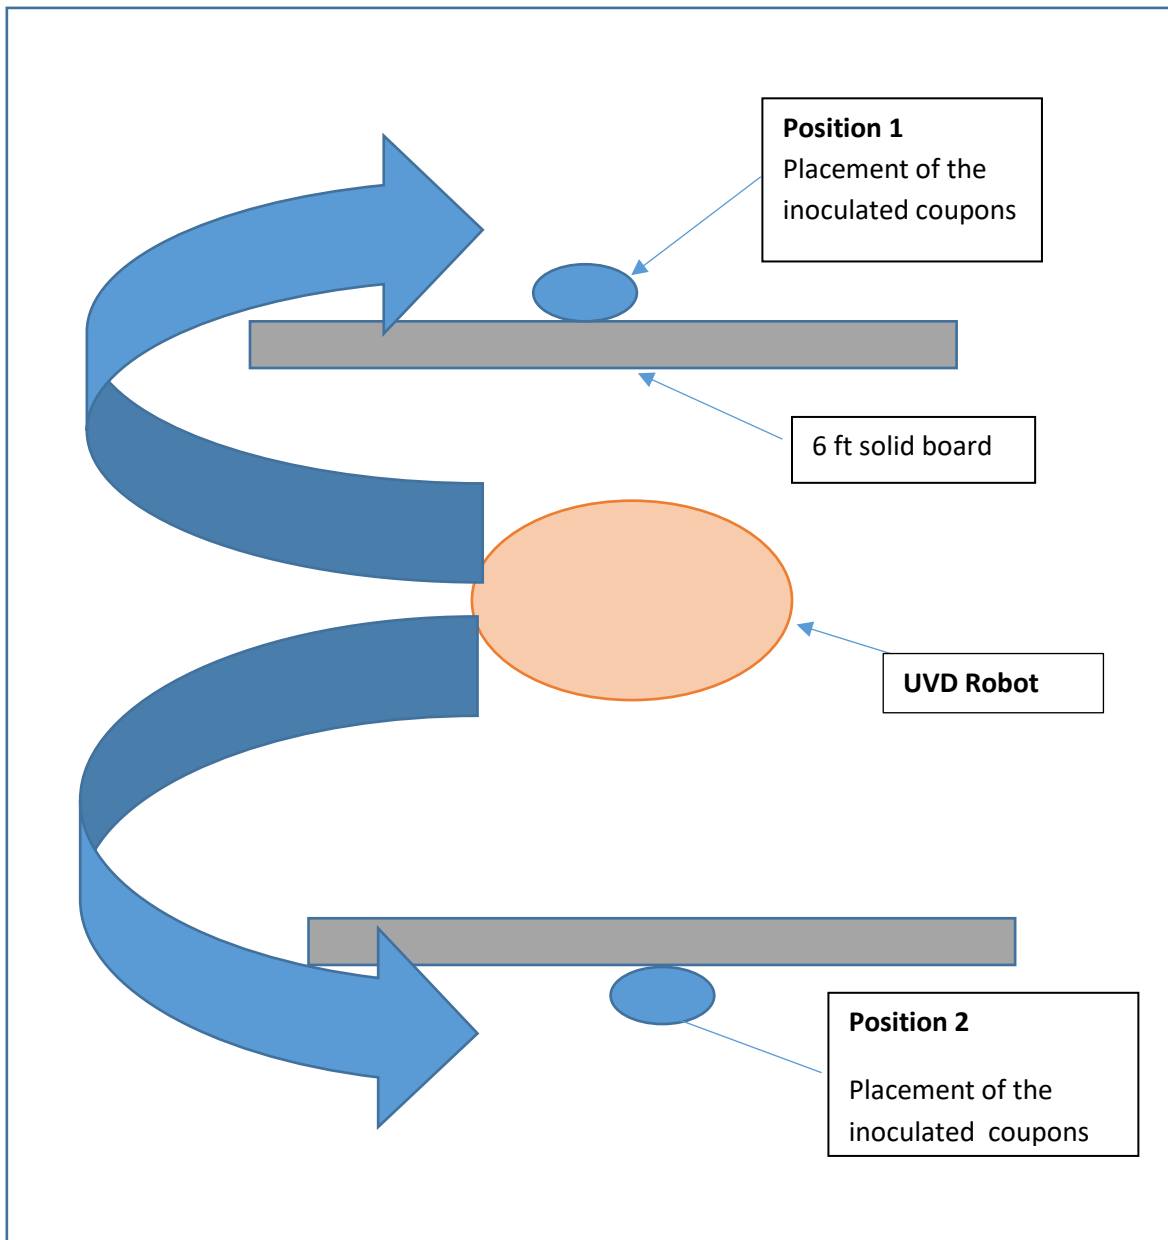 Position 1
Placement of the
inoculated coupons
6 ft solid board
UVD Robot
Position 2
Placement of the
inoculated  coupons